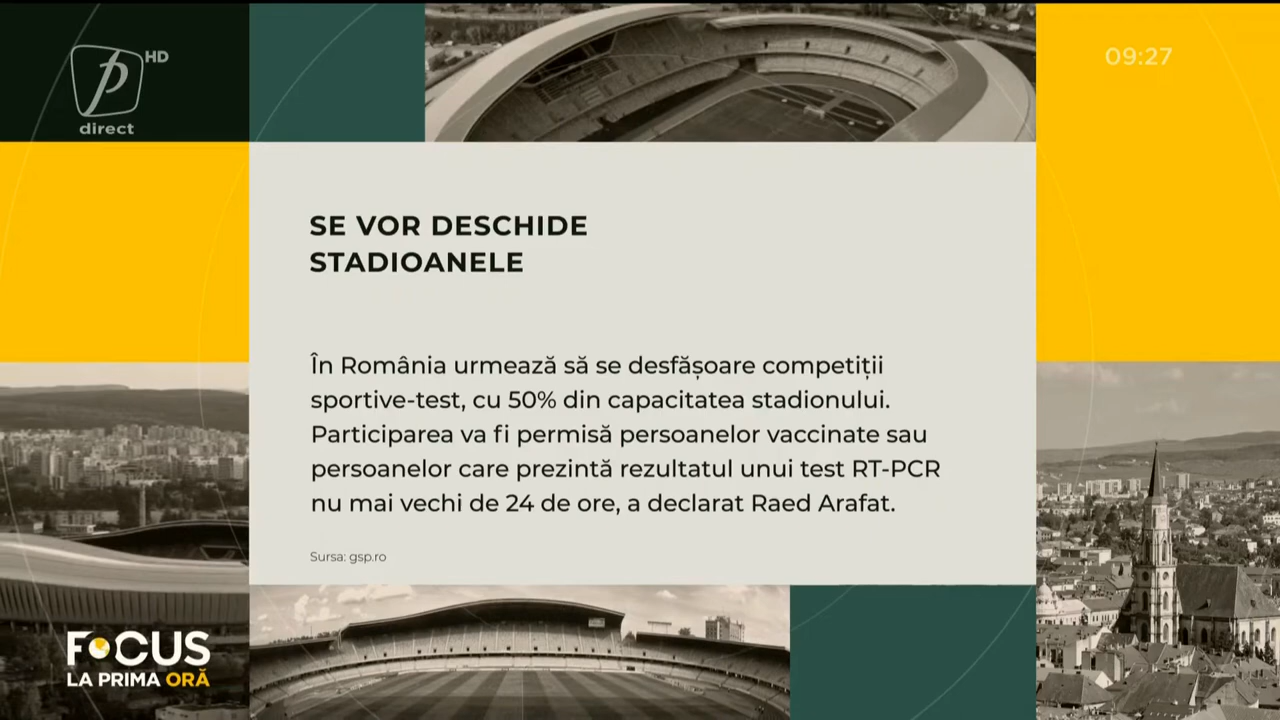 p HD
direct
09:27
SE VOR DESCHIDE
STADIOANELE
În România urmează să se desfășoare competiții
sportive-test, cu 50% din capacitatea stadionului.
Participarea va fi permisă persoanelor vaccinate sau
persoanelor care prezintă rezultatul unui test RT-PCR
nu mai vechi de 24 de ore, a declarat Raed Arafat.
Sursa: gsp.ro
FOCUS
LA PRIMA ORĂ